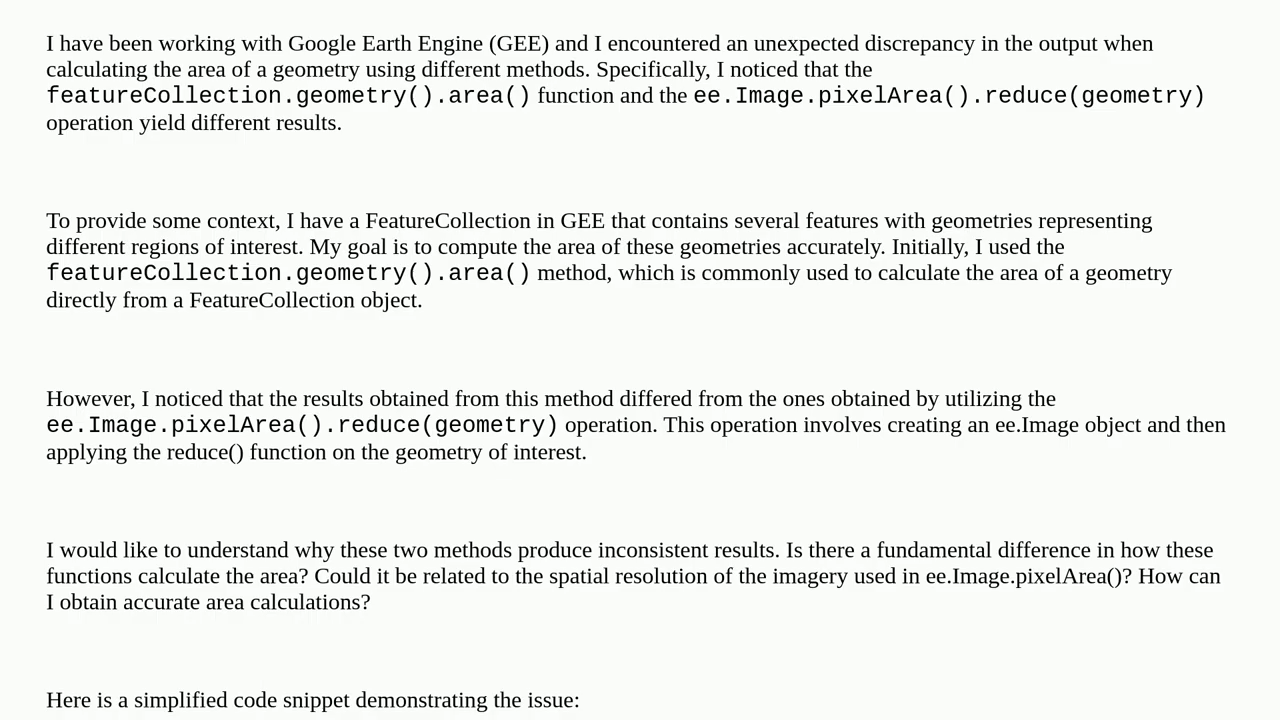 I have been working with Google Earth Engine (GEE) and I encountered an unexpected discrepancy in the output when
calculating the area of a geometry using different methods. Specifically, I noticed that the
featureCollection.geometry().area() function and the ee.Image.pixelArea().reduce(geometry)
operation yield different results.
To provide some context, I have a FeatureCollection in GEE that contains several features with geometries representing
different regions of interest. My goal is to compute the area of these geometries accurately. Initially, I used the
featureCollection.geometry().area() method, which is commonly used to calculate the area of a geometry
directly from a FeatureCollection object.
However, I noticed that the results obtained from this method differed from the ones obtained by utilizing the
ee.Image.pixelArea().reduce(geometry) operation. This operation involves creating an ee.Image object and then
applying the reduce() function on the geometry of interest.
I would like to understand why these two methods produce inconsistent results. Is there a fundamental difference in how these
functions calculate the area? Could it be related to the spatial resolution of the imagery used in ee.Image.pixelArea()? How can
I obtain accurate area calculations?
Here is a simplified code snippet demonstrating the issue: